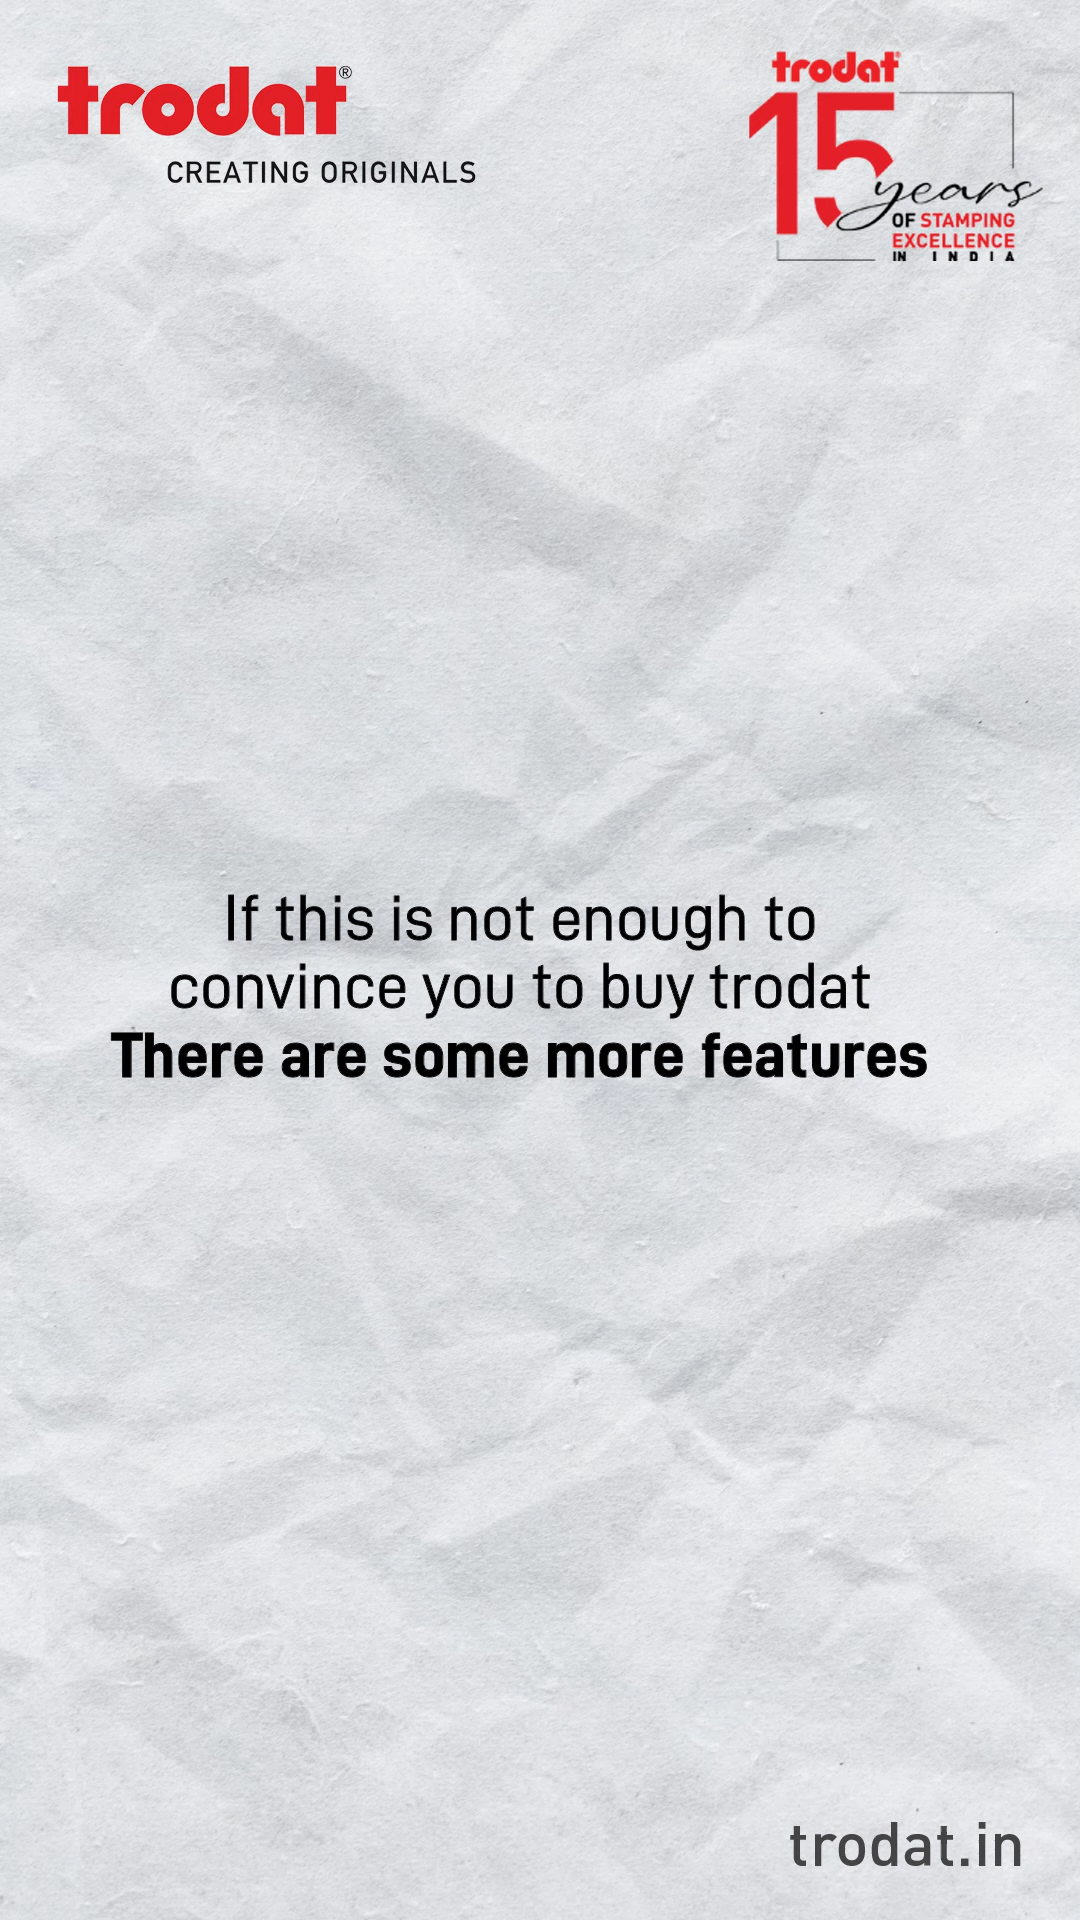 trodat®
CREATING ORIGINALS
trodat®
15
years
OF STAMPING
EXCELLENCE
IN INDIA
If this is not enough to
convince you to buy trodat
There are some more features
trodat.in